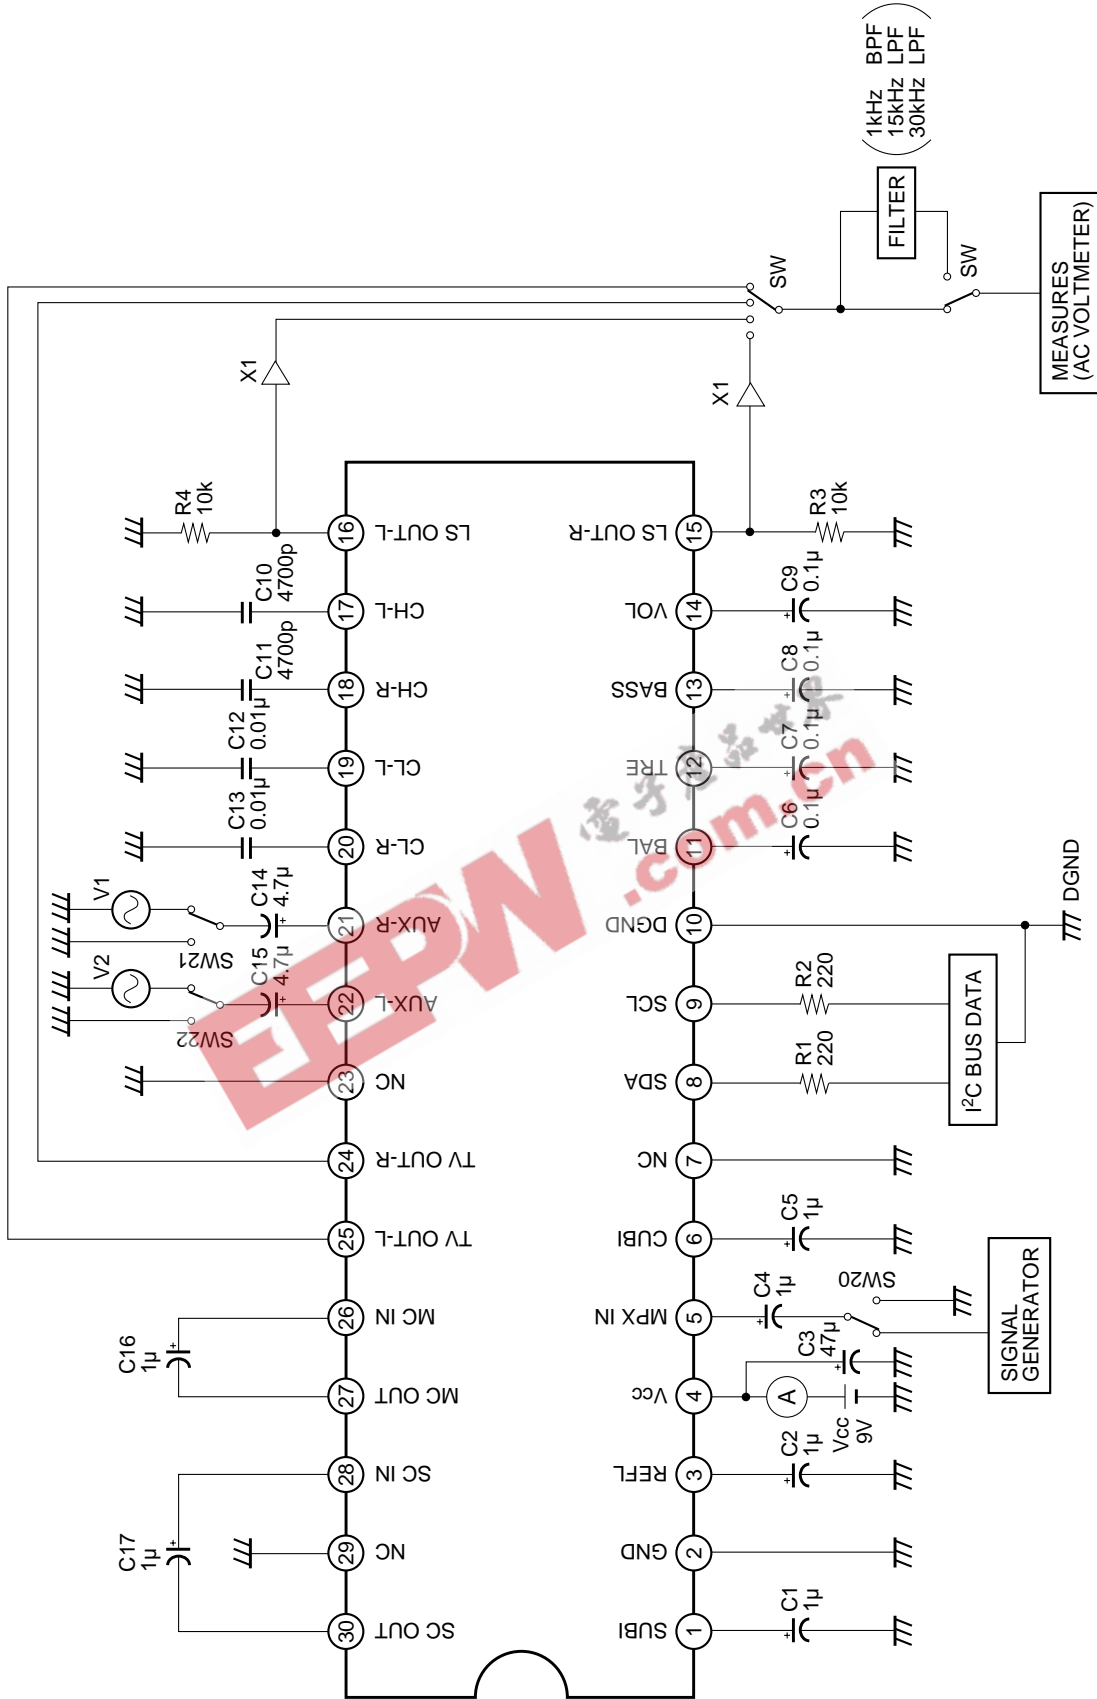 1kHz BPF
15kHz LPF
30kHz LPF
FILTER
SW
SW
MEASURES
(AC VOLTMETER)
X1
X1
R4
10k
C10
4700p
C11
4700p
C12
0.01μ
C13
0.01μ
V1
SW21
C14
4.7μ
V2
SW22
C15
4.7μ
C16
1μ
C17
1μ
16
LS OUT-L
17
CH-L
18
CH-R
19
CL-L
20
CL-R
21
AUX-R
22
AUX-L
23
NC
24
TV OUT-R
25
TV OUT-L
26
MC IN
27
MC OUT
28
SC IN
29
NC
30
SC OUT
LS OUT-R
15
VOL
14
BASS
13
TRE
12
BAL
11
DGND
10
SCL
9
SDA
8
NC
7
CUBI
6
MPX IN
5
Vcc
4
REFL
3
GND
2
SUBI
1
R3
10k
C9
0.1μ
C8
0.1μ
C7
0.1μ
C6
0.1μ
DGND
R2
220
R1
220
I²C BUS DATA
C5
1μ
C4
1μ
SW20
SIGNAL
GENERATOR
C3
47μ
A
Vcc
9V
C2
1μ
C1
1μ
EEPW
.com.cn
電子產品世界